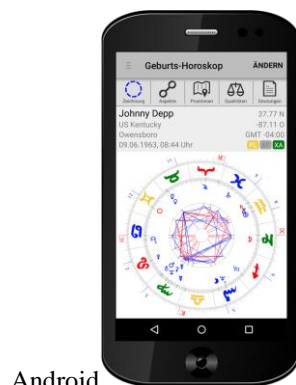 Geburts-Horoskop ÄNDERN
Zeichnung Aspekte Positionen Qualitäten Deutungen
Johnny Depp 37.77 N
US Kentucky -87.11 O
Owensboro GMT -04:00
09.06.1963, 08:44 Uhr XA
Android